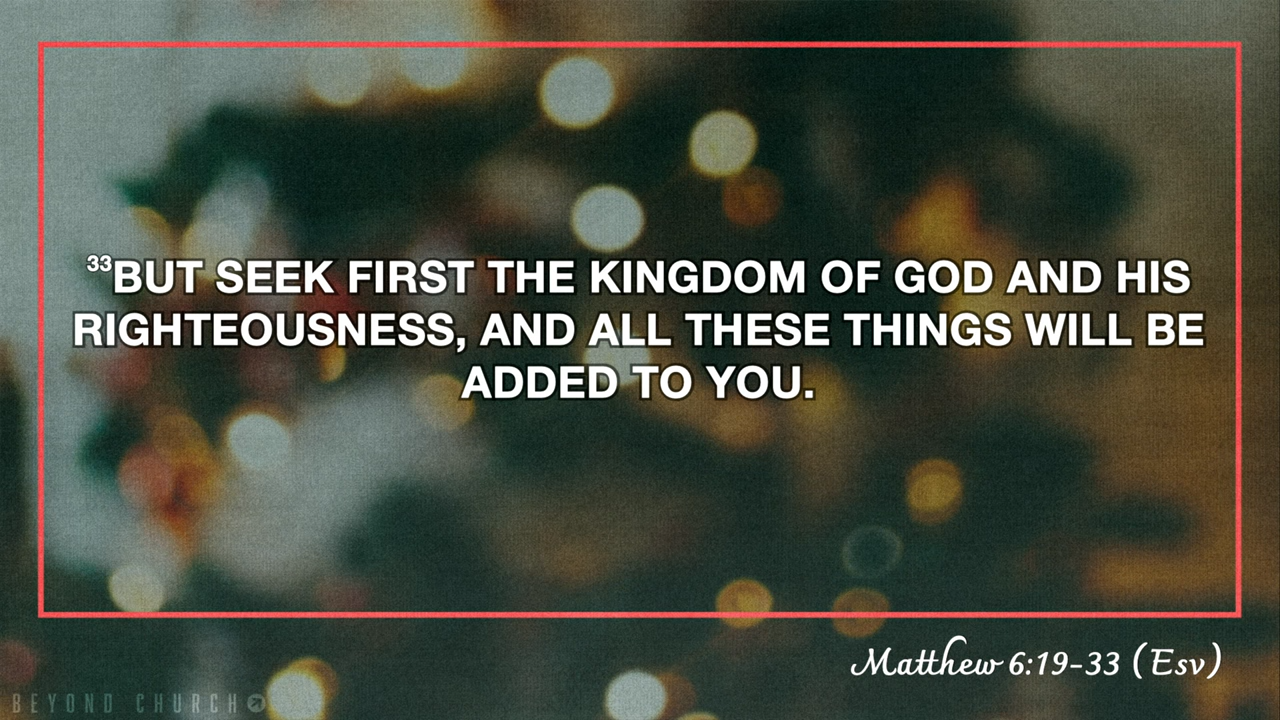 33BUT SEEK FIRST THE KINGDOM OF GOD AND HIS
RIGHTEOUSNESS, AND ALL THESE THINGS WILL BE
ADDED TO YOU.
Matthew 6:19-33 (Esv)
BEYOND CHURCH